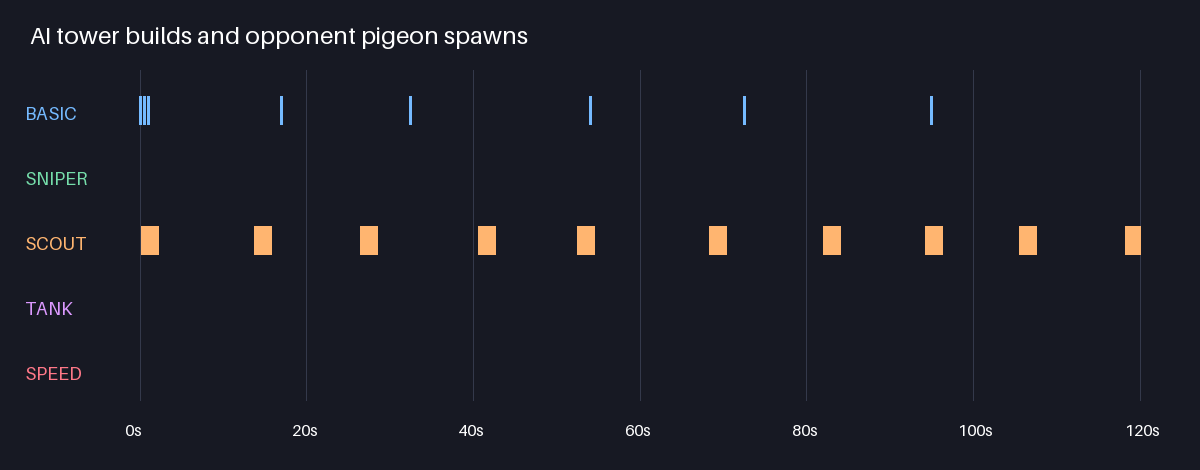 AI tower builds and opponent pigeon spawns
BASIC
SNIPER
SCOUT
TANK
SPEED
0s 20s 40s 60s 80s 100s 120s